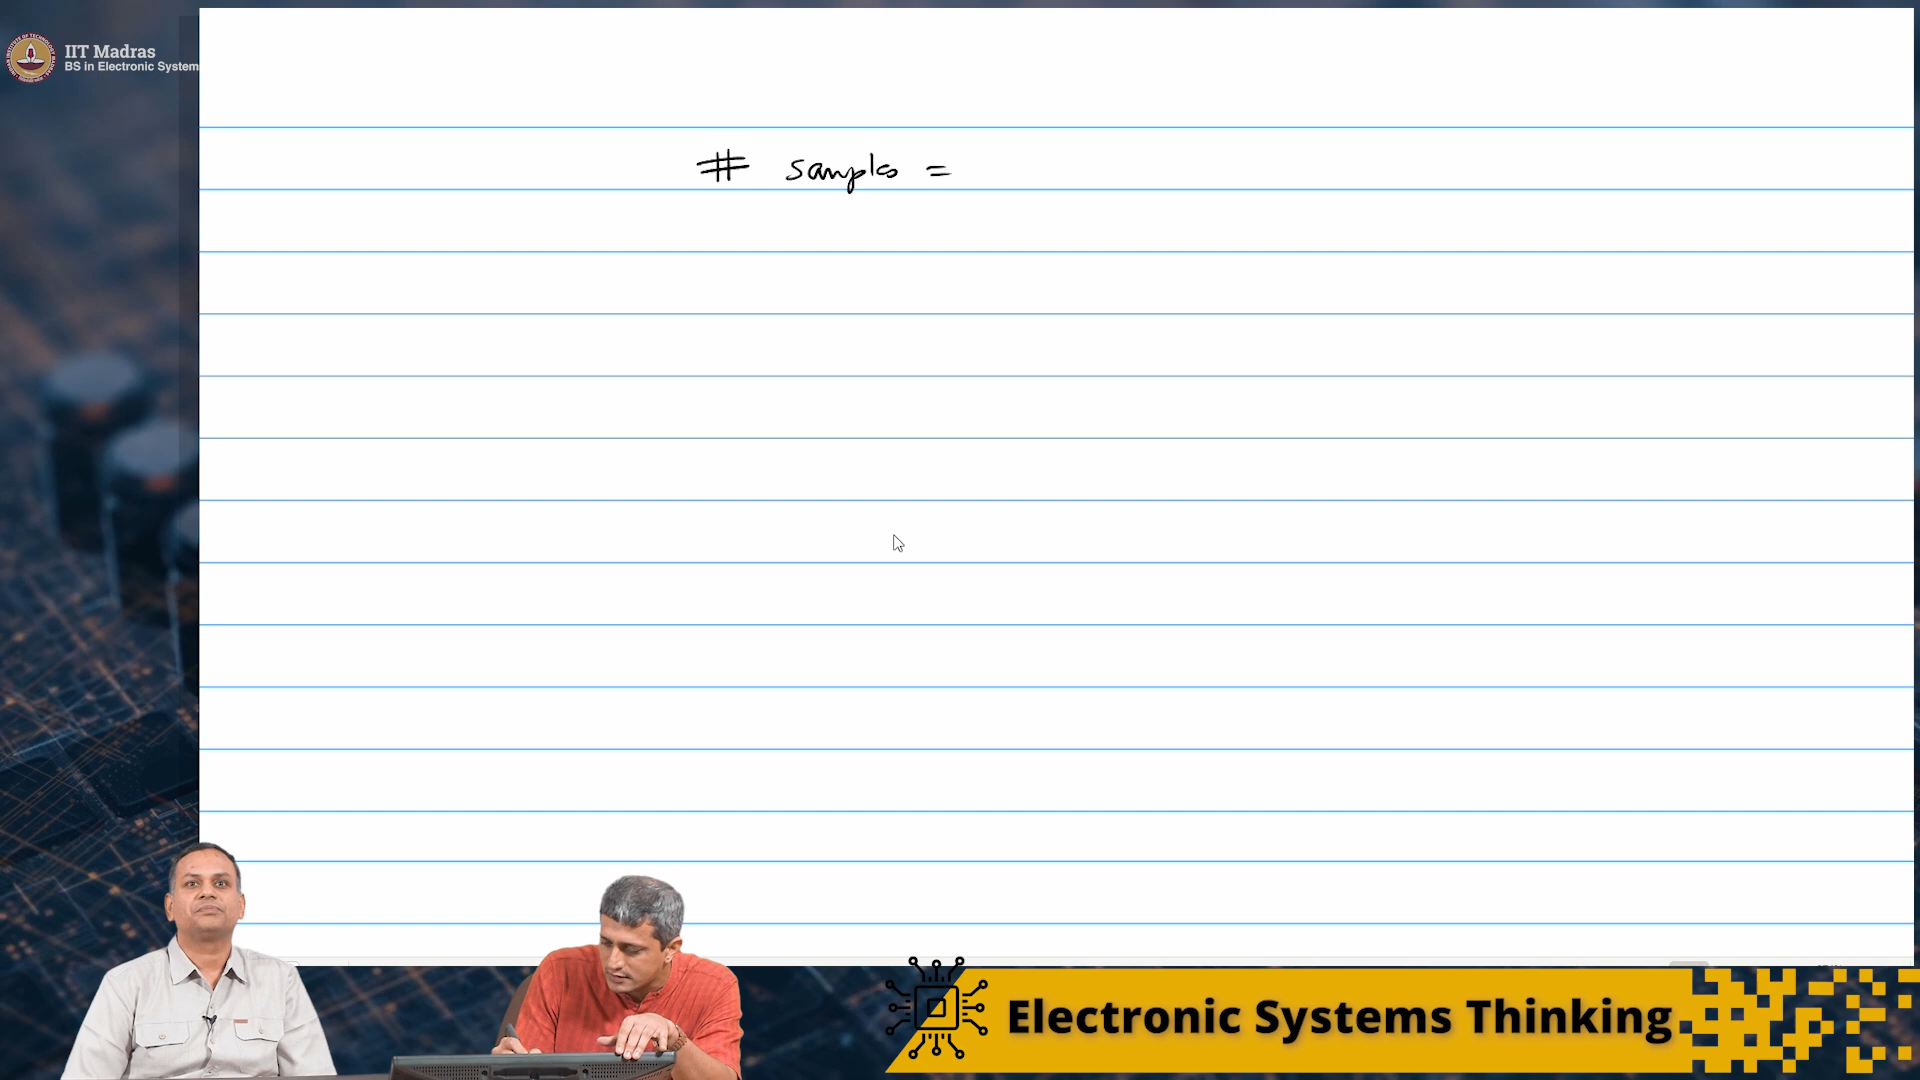 IIT Madras
BS in Electronic System
# samples =
Electronic Systems Thinking